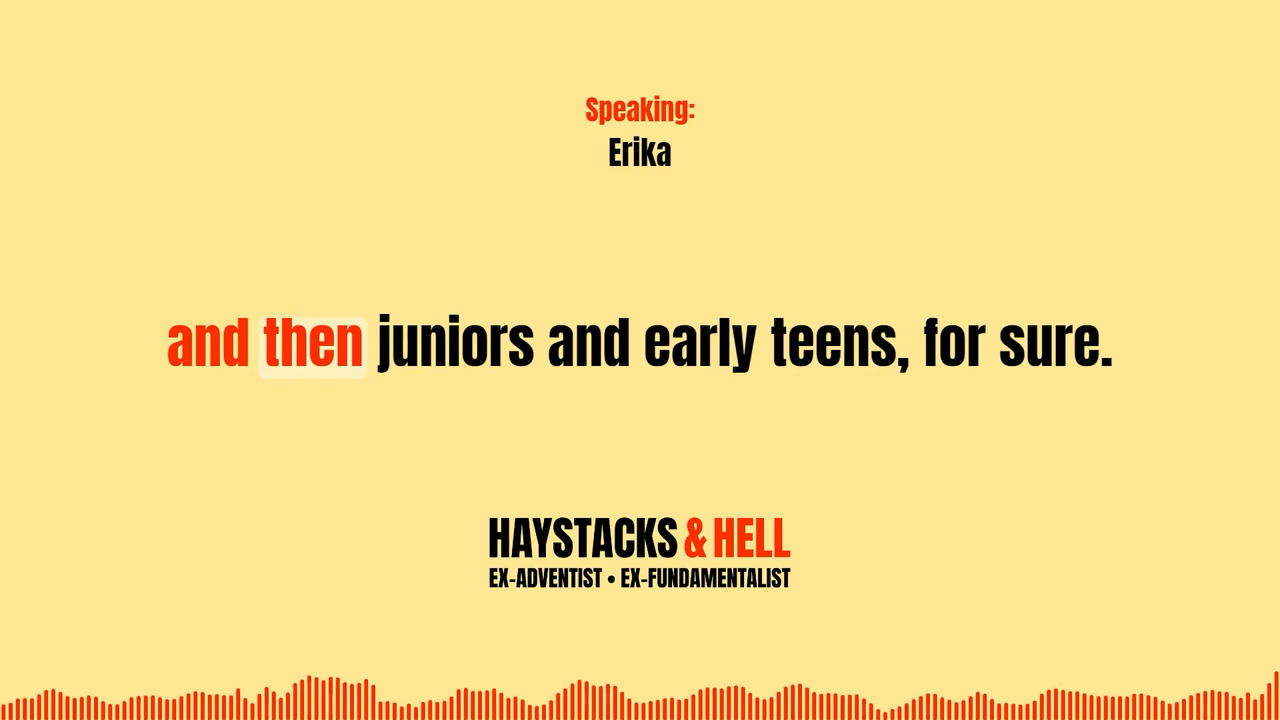 Speaking:
Erika
and then juniors and early teens, for sure.
HAYSTACKS & HELL
EX-ADVENTIST • EX-FUNDAMENTALIST